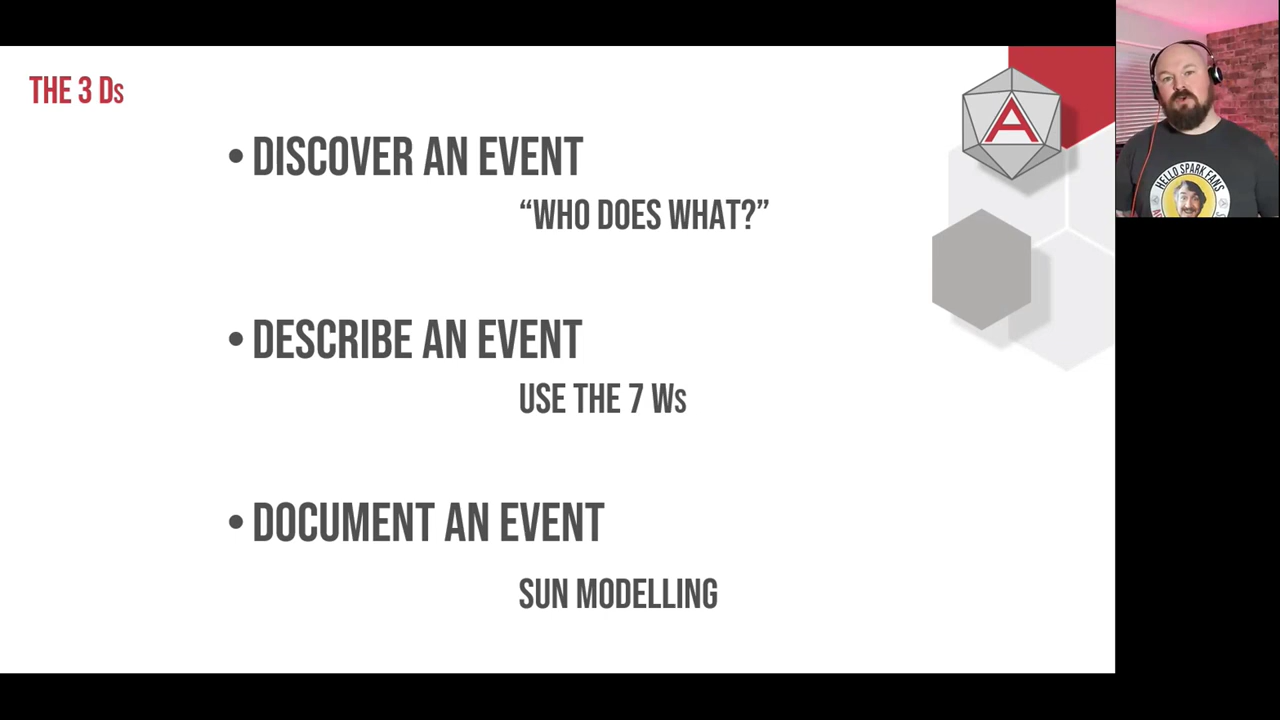 THE 3 Ds
• DISCOVER AN EVENT
“WHO DOES WHAT?”
• DESCRIBE AN EVENT
USE THE 7 Ws
• DOCUMENT AN EVENT
SUN MODELLING
A
HELLO SPARK FANS